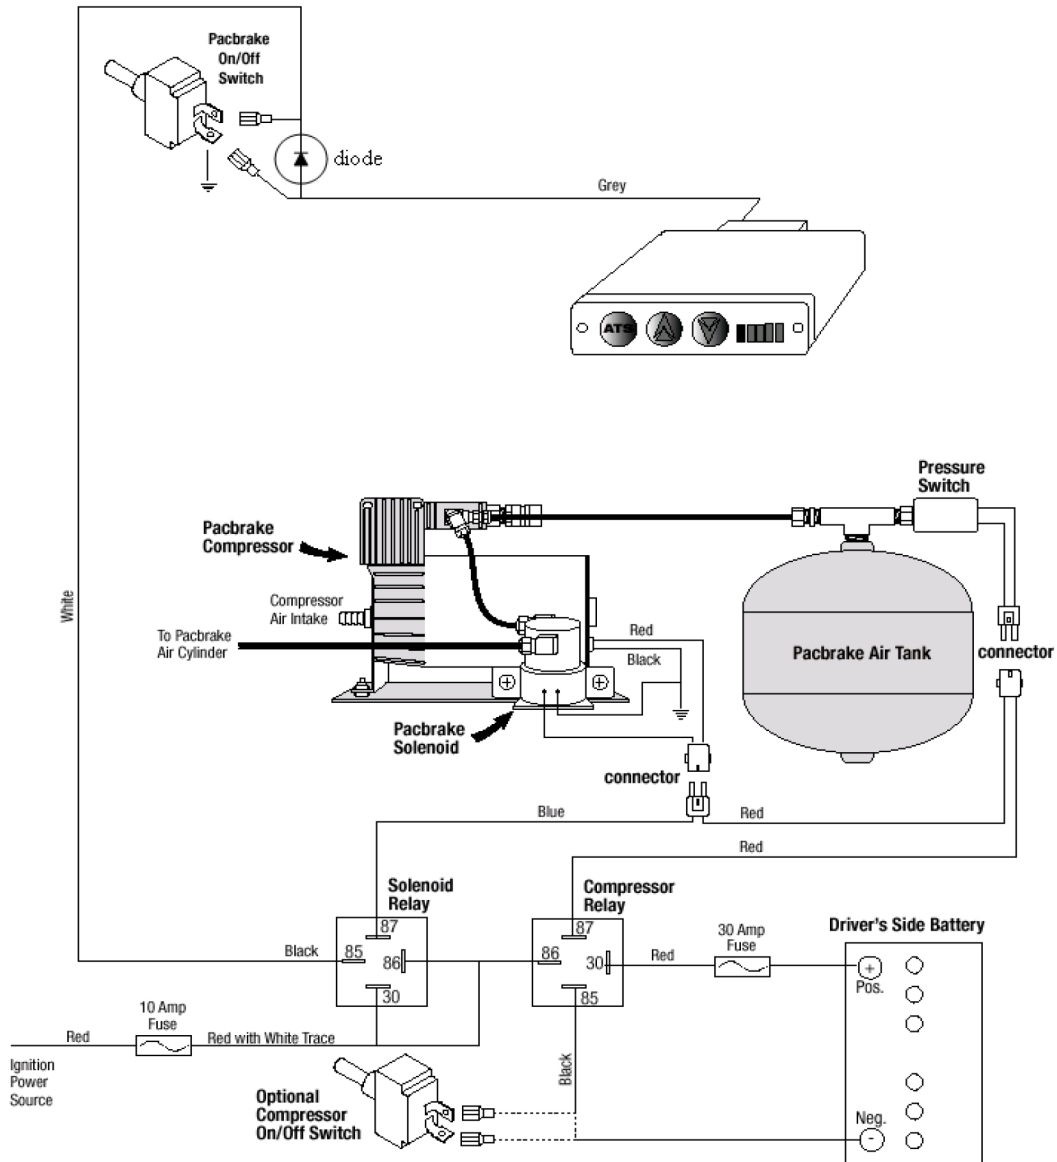 Pacbrake
On/Off
Switch
diode
Grey
ATS
Pressure
Switch
Pacbrake
Compressor
Compressor
Air Intake
White
To Pacbrake
Air Cylinder
Red
Black
Pacbrake Air Tank
connector
Pacbrake
Solenoid
connector
Blue
Red
Red
Solenoid
Relay
Compressor
Relay
87
85
86
30
Black
87
86
30
85
Red
30 Amp
Fuse
Driver's Side Battery
+
Pos.
10 Amp
Fuse
Red
Red with White Trace
Ignition
Power
Source
Black
Optional
Compressor
On/Off Switch
Neg.
-